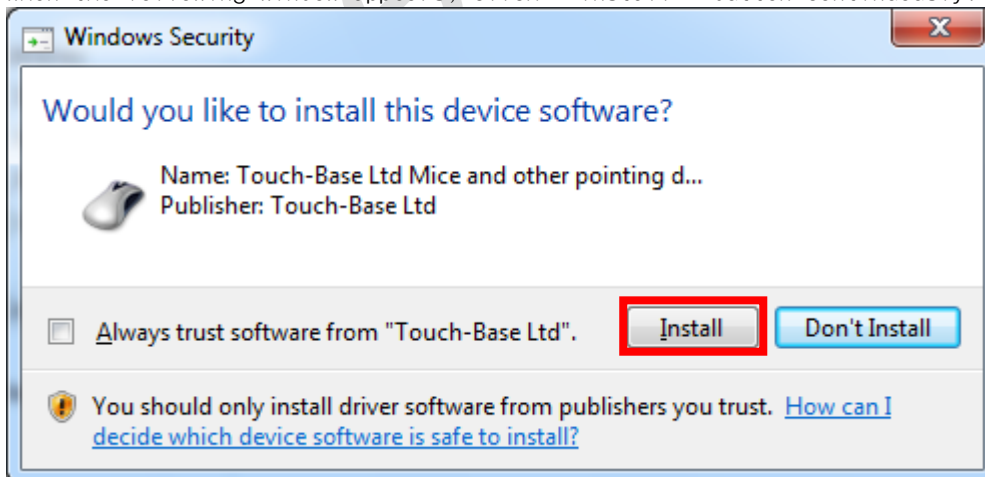 appears,
Windows Security
Would you like to install this device software?
Name: Touch-Base Ltd Mice and other pointing d...
Publisher: Touch-Base Ltd
Always trust software from "Touch-Base Ltd".
Install
Don't Install
You should only install driver software from publishers you trust. How can I
decide which device software is safe to install?